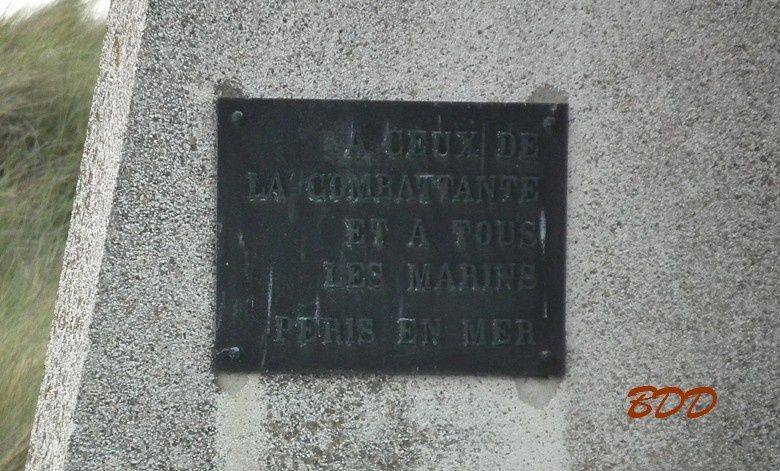 A CEUX DE
LA COMBATTANTE
ET A TOUS
LES MARINS
PERIS EN MER
BDD